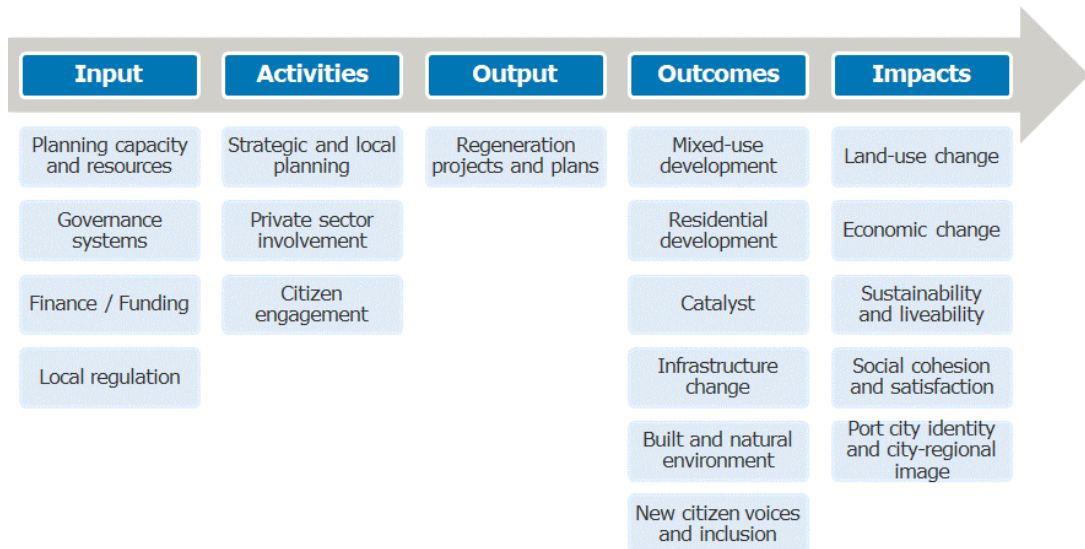 Input
Activities
Output
Outcomes
Impacts
Planning capacity
and resources
Governance
systems
Finance / Funding
Local regulation
Strategic and local
planning
Private sector
involvement
Citizen
engagement
Regeneration
projects and plans
Mixed-use
development
Residential
development
Catalyst
Infrastructure
change
Built and natural
environment
New citizen voices
and inclusion
Land-use change
Economic change
Sustainability
and liveability
Social cohesion
and satisfaction
Port city identity
and city-regional
image